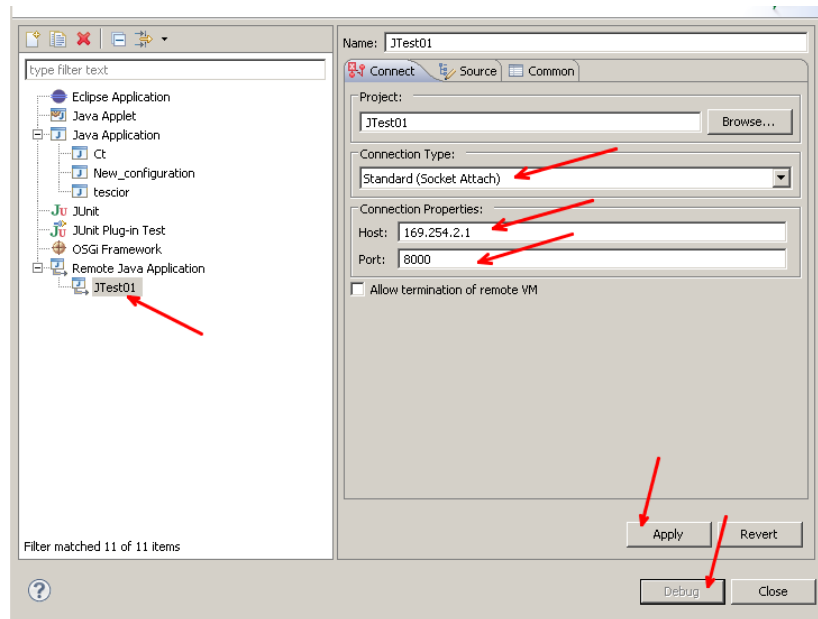 Name: JTest01
type filter text
Connect Source Common
Eclipse Application
Java Applet
Java Application
Ct
New_configuration
tescior
JUnit
JUnit Plug-in Test
OSGi Framework
Remote Java Application
JTest01
Filter matched 11 of 11 items
Project:
JTest01 Browse...
Connection Type:
Standard (Socket Attach)
Connection Properties:
Host: 169.254.2.1
Port: 8000
Allow termination of remote VM
Apply Revert
Debug Close